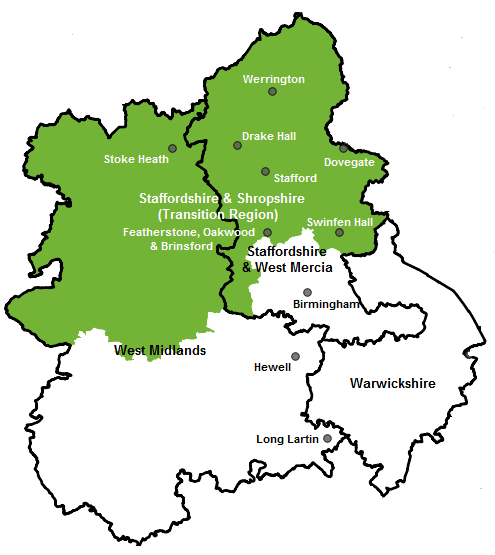 Werrington
Drake Hall
Stoke Heath
Dovegate
Stafford
Staffordshire & Shropshire
(Transition Region)
Swinfen Hall
Featherstone, Oakwood
& Brinsford
Staffordshire
& West Mercia
Birmingham
West Midlands
Hewell
Warwickshire
Long Lartin